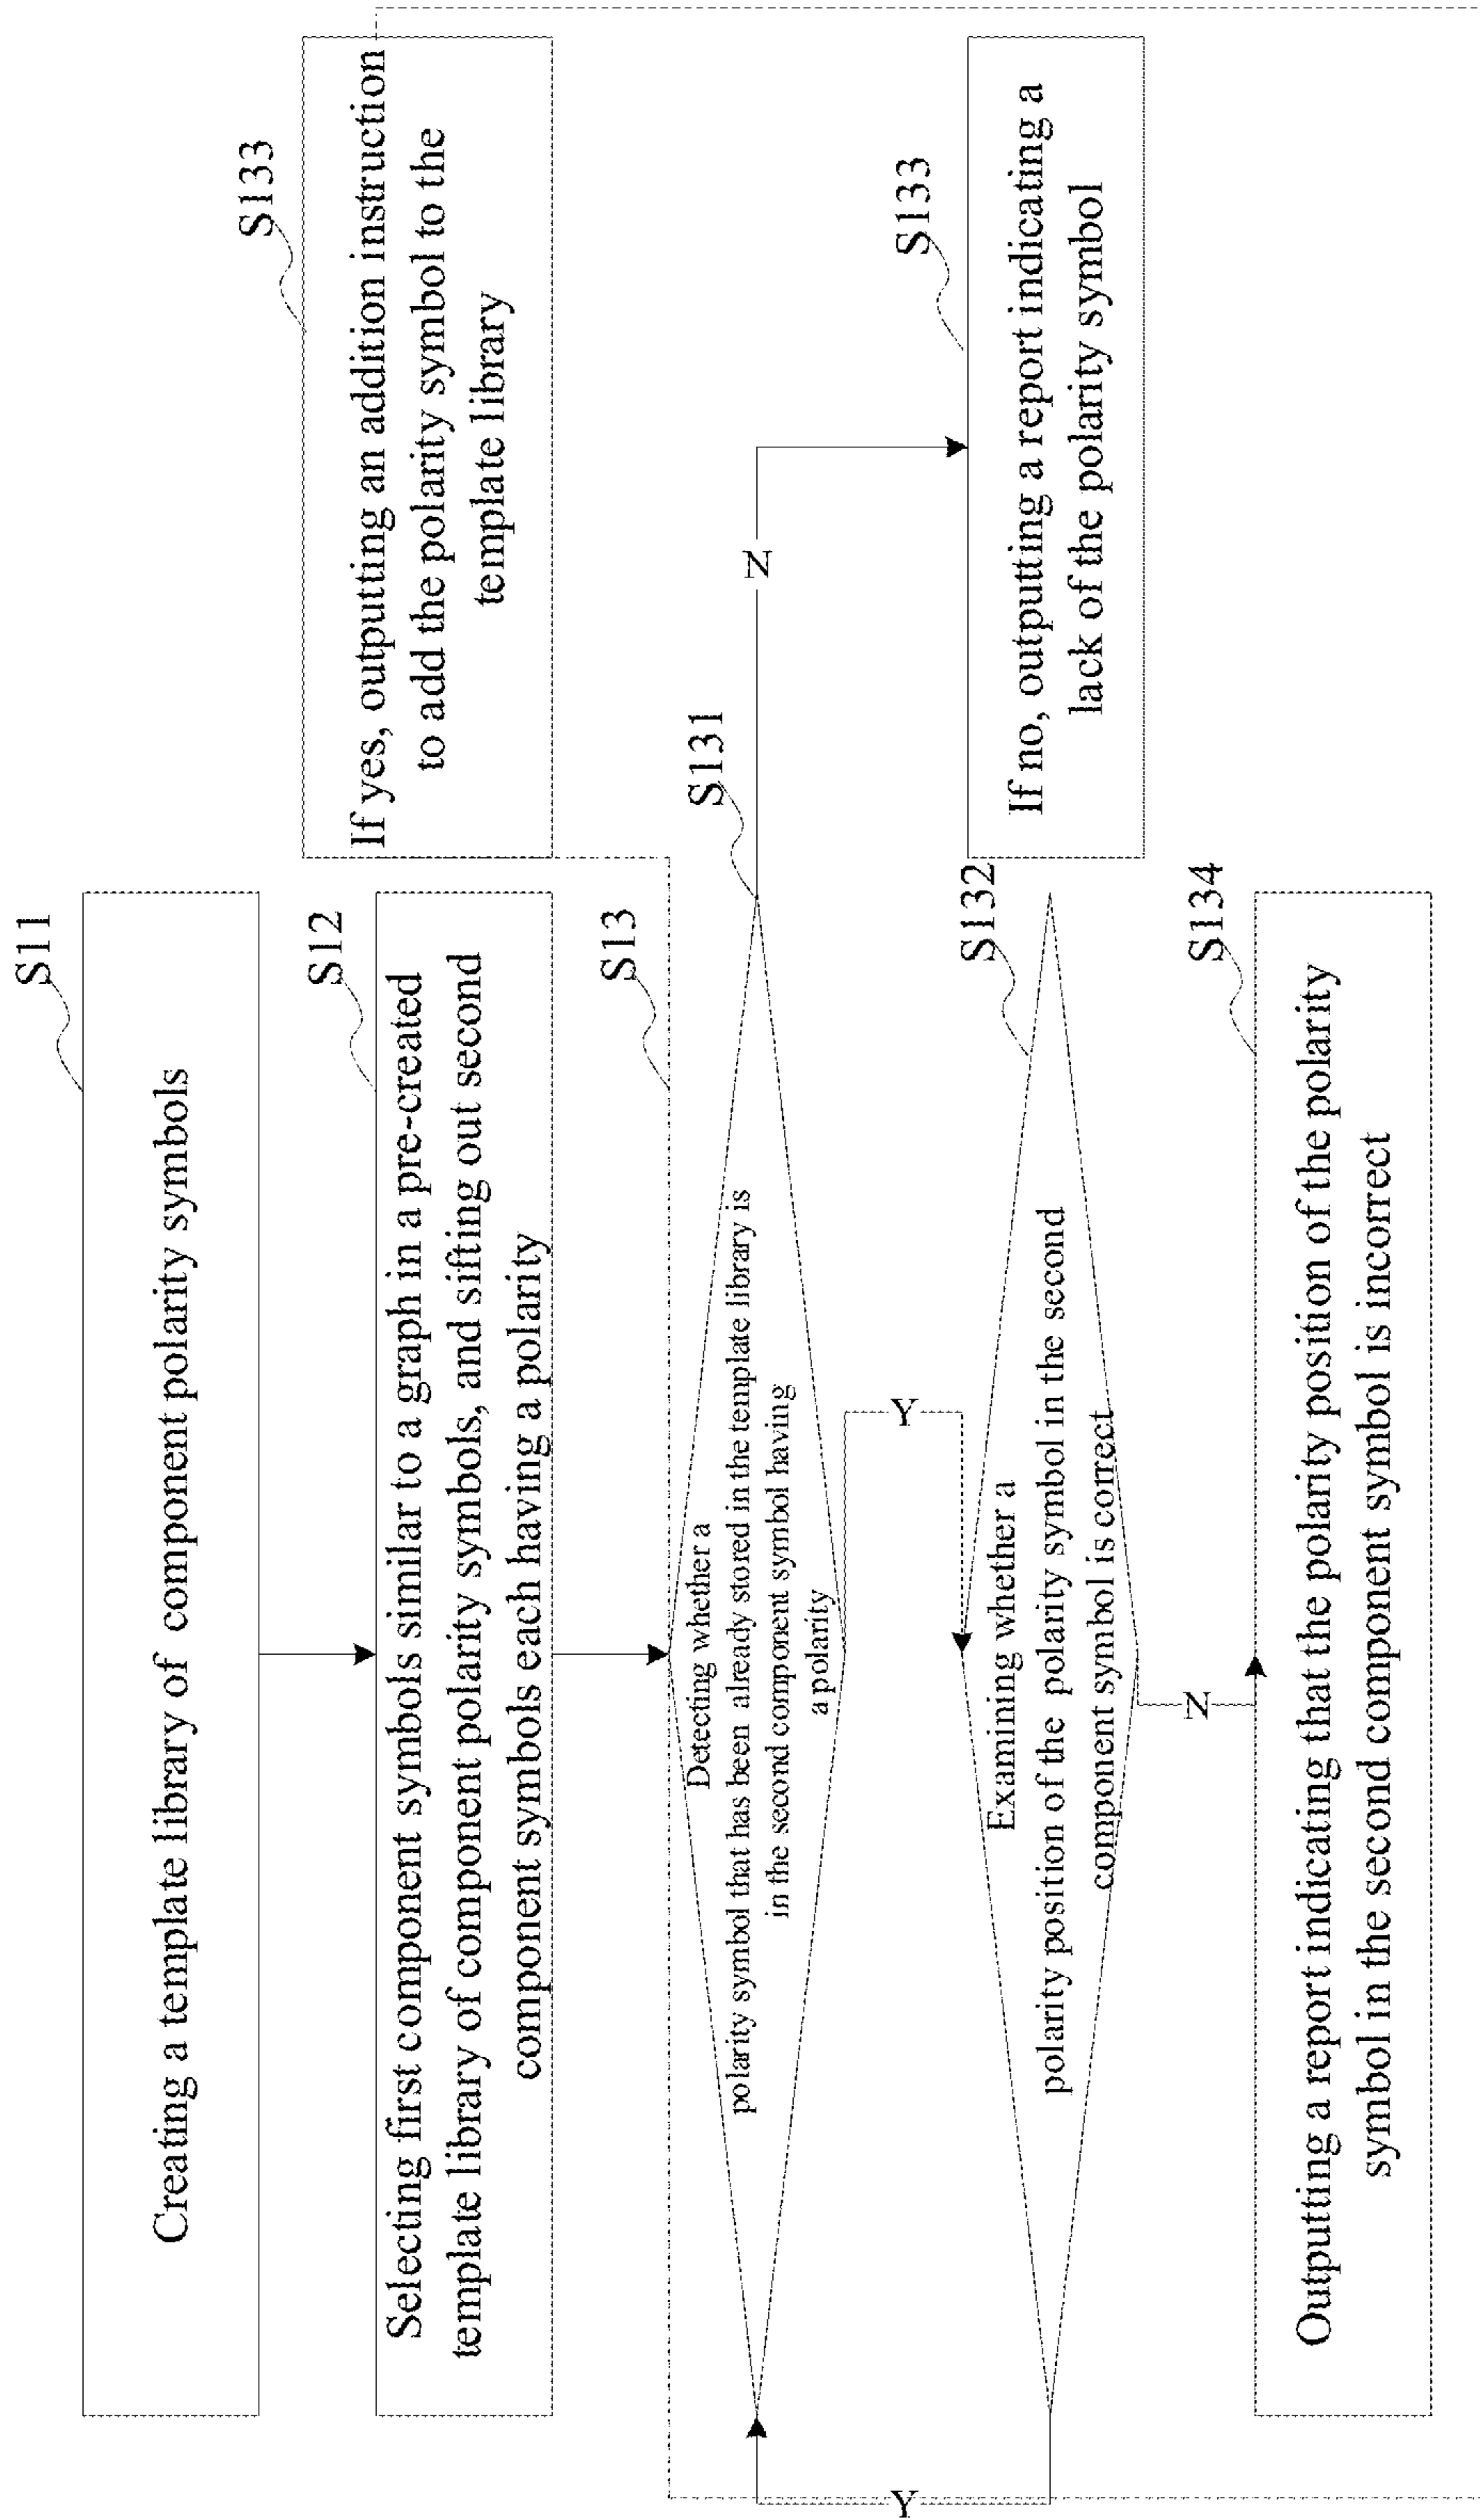 S11
Creating a template library of component polarity symbols
S12
Selecting first component symbols similar to a graph in a pre-created
template library of component polarity symbols, and sifting out second
component symbols each having a polarity
S133
If yes, outputting an addition instruction
to add the polarity symbol to the
template library
S13
S131
Detecting whether a
polarity symbol that has been already stored in the template library is
in the second component symbol having
a polarity
N
Y
S133
If no, outputting a report indicating a
lack of the polarity symbol
S132
Examining whether a
polarity position of the polarity symbol in the second
component symbol is correct
Y
N
S134
Outputting a report indicating that the polarity position of the polarity
symbol in the second component symbol is incorrect